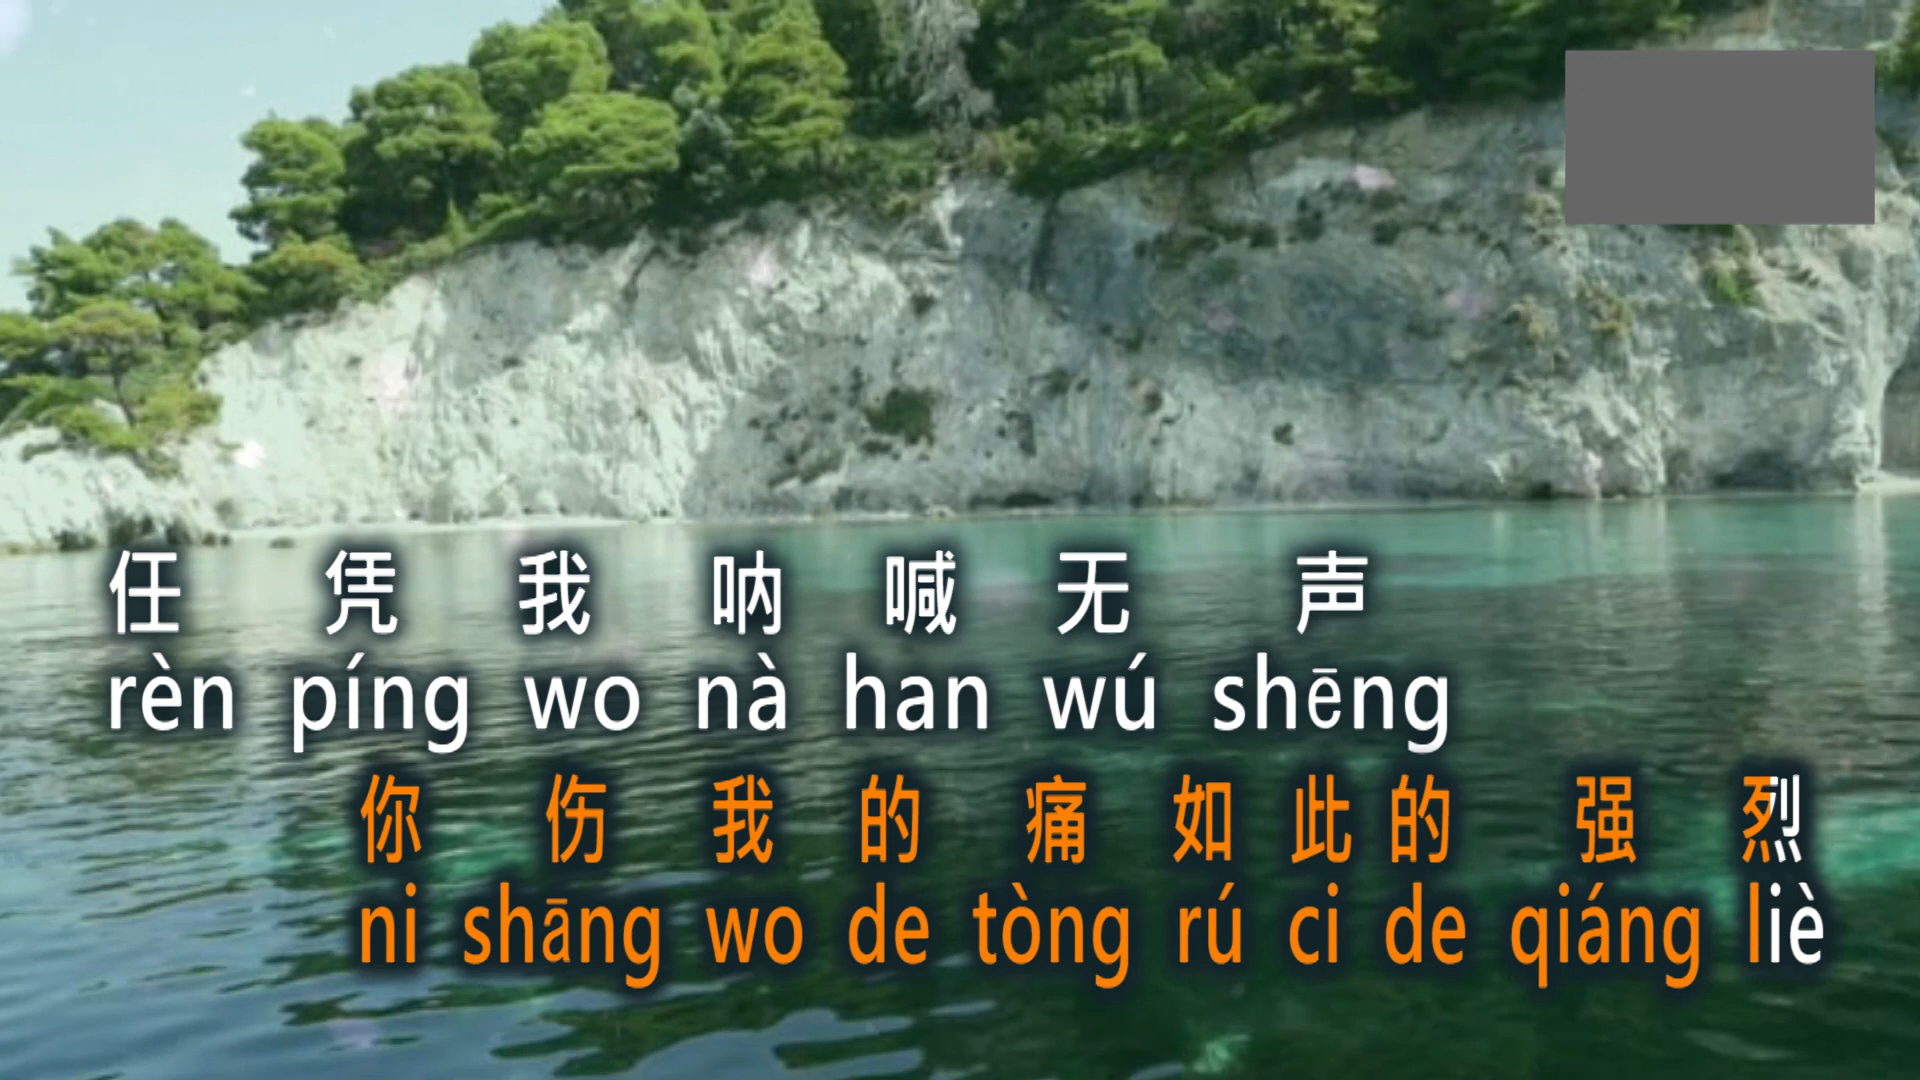 任凭我呐喊无声
rèn píng wo nà han wú shēng
你伤我的痛如此的强烈
ni shāng wo de tòng rú ci de qiáng liè